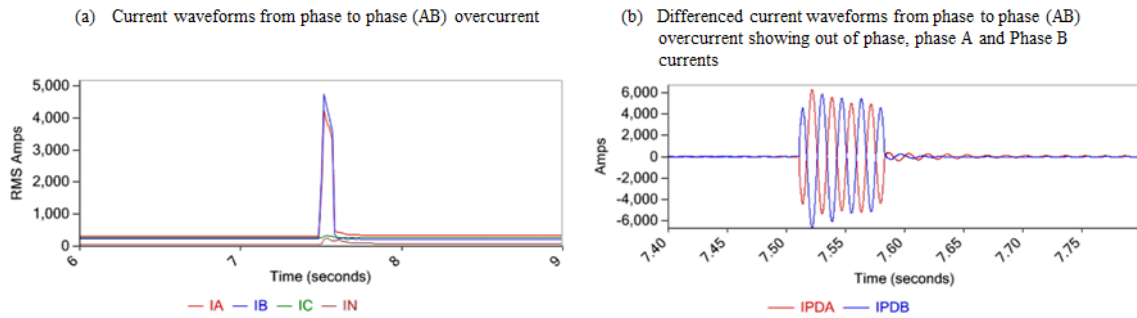 (a) Current waveforms from phase to phase (AB) overcurrent
5,000
4,000
3,000
2,000
1,000
0
RMS Amps
6
7
8
9
Time (seconds)
IA IB IC IN
(b) Differenced current waveforms from phase to phase (AB)
overcurrent showing out of phase, phase A and Phase B
currents
6,000
4,000
2,000
0
-2,000
-4,000
-6,000
Amps
7.40
7.45
7.50
7.55
7.60
7.65
7.70
7.75
Time (seconds)
IPDA IPDB